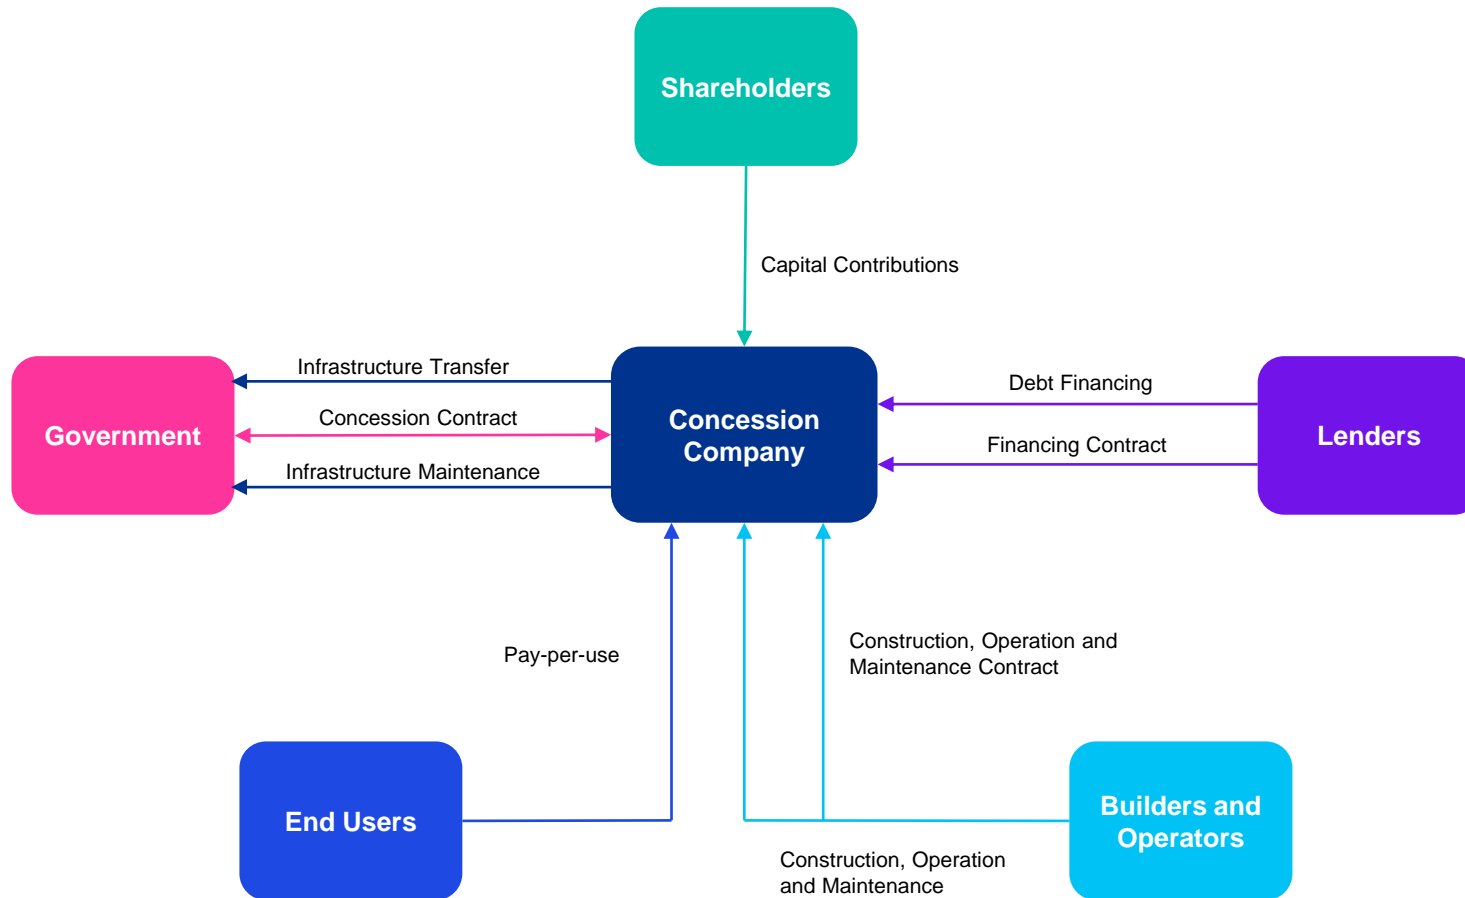 Shareholders
Capital Contributions
Infrastructure Transfer
Concession Contract
Infrastructure Maintenance
Government
Concession
Company
Debt Financing
Financing Contract
Lenders
Pay-per-use
Construction, Operation and
Maintenance Contract
End Users
Builders and
Operators
Construction, Operation
and Maintenance